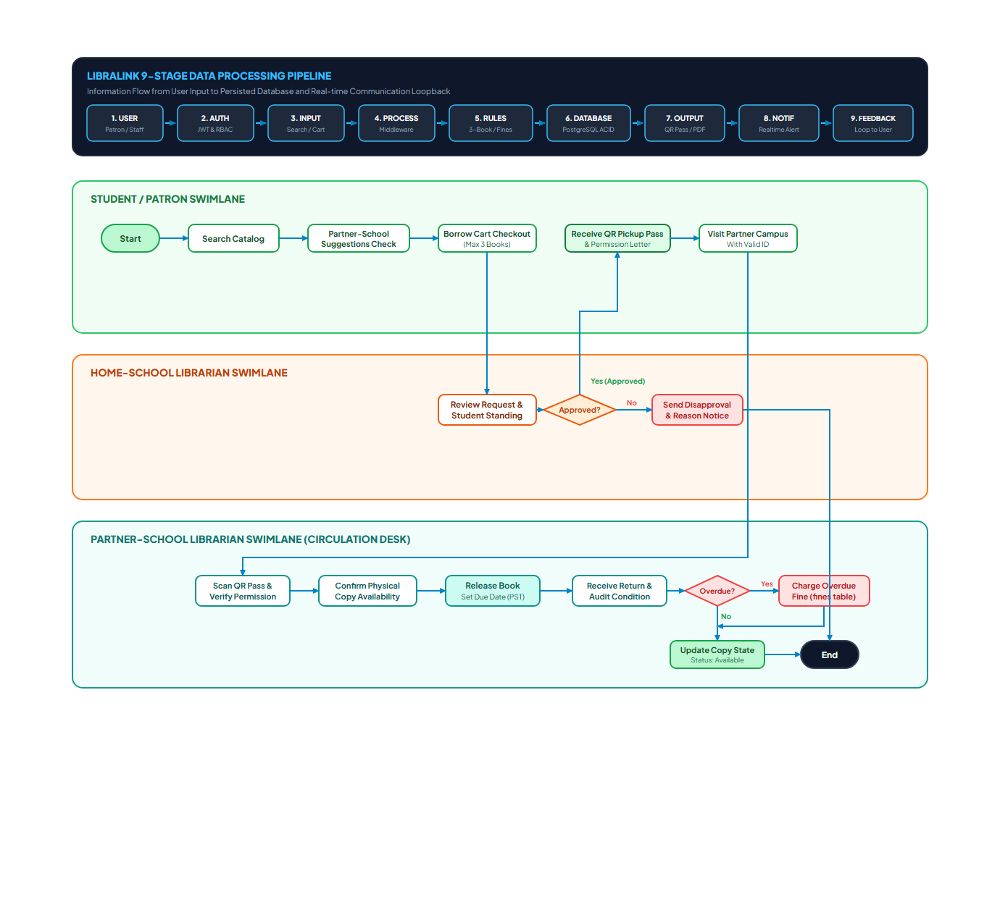 LIBRALINK 9-STAGE DATA PROCESSING PIPELINE
Information Flow from User Input to Persisted Database and Real-time Communication Loopback
1. USER
Patron / Staff
2. AUTH
JWT & RBAC
3. INPUT
Search / Cart
4. PROCESS
Middleware
5. RULES
3-Book / Fines
6. DATABASE
PostgreSQL ACID
7. OUTPUT
QR Pass / PDF
8. NOTIF
Realtime Alert
9. FEEDBACK
Loop to User
STUDENT / PATRON SWIMLANE
Start
Search Catalog
Partner-School
Suggestions Check
Borrow Cart Checkout
(Max 3 Books)
Receive QR Pickup Pass
& Permission Letter
Visit Partner Campus
With Valid ID
HOME-SCHOOL LIBRARIAN SWIMLANE
Yes (Approved)
Review Request &
Student Standing
Approved?
No
Send Disapproval
& Reason Notice
PARTNER-SCHOOL LIBRARIAN SWIMLANE (CIRCULATION DESK)
Scan QR Pass &
Verify Permission
Confirm Physical
Copy Availability
Release Book
Set Due Date (PST)
Receive Return &
Audit Condition
Overdue?
Yes
Charge Overdue
Fine (fines table)
No
Update Copy State
Status: Available
End